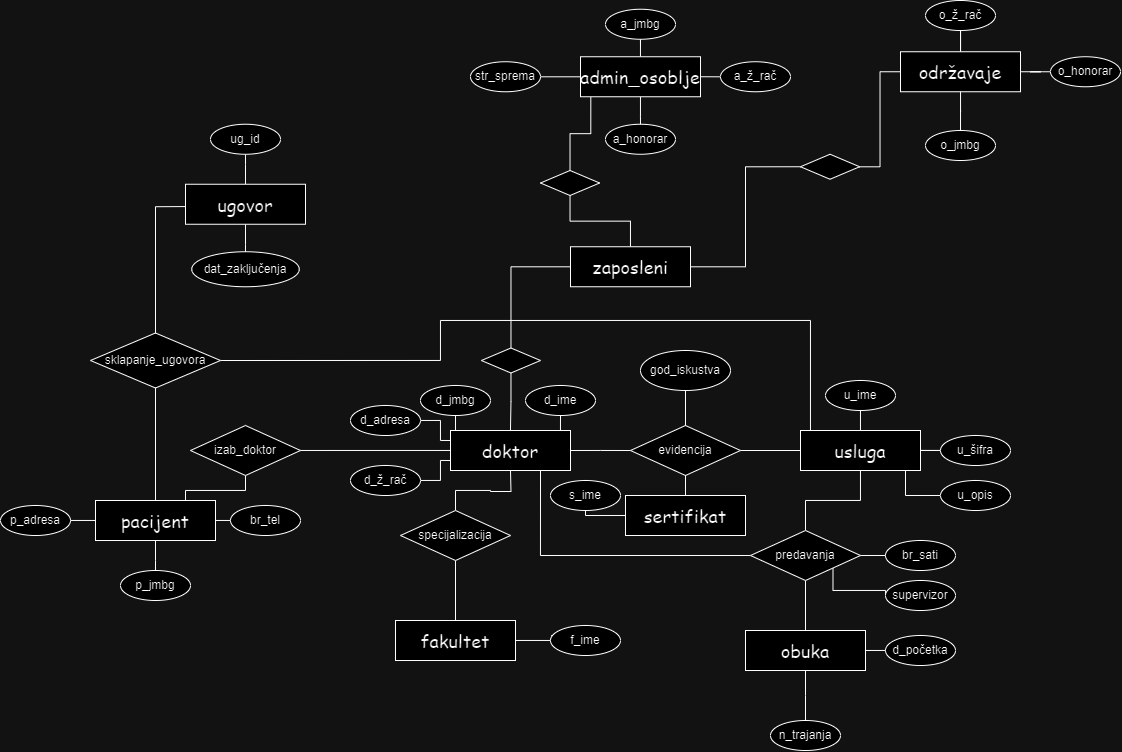 o_ž_rač
a_jmbg
str_sprema
admin_osoblje
a_ž_rač
održavaje
o_honorar
a_honorar
o_jmbg
ug_id
ugovor
dat_zaključenja
zaposleni
sklapanje_ugovora
god_iskustva
d_jmbg
d_ime
u_ime
d_adresa
izab_doktor
doktor
evidencija
usluga
u_šifra
d_ž_rač
s_ime
u_opis
p_adresa
pacijent
br_tel
sertifikat
specijalizacija
predavanja
br_sati
p_jmbg
supervizor
fakultet
f_ime
obuka
d_početka
n_trajanja